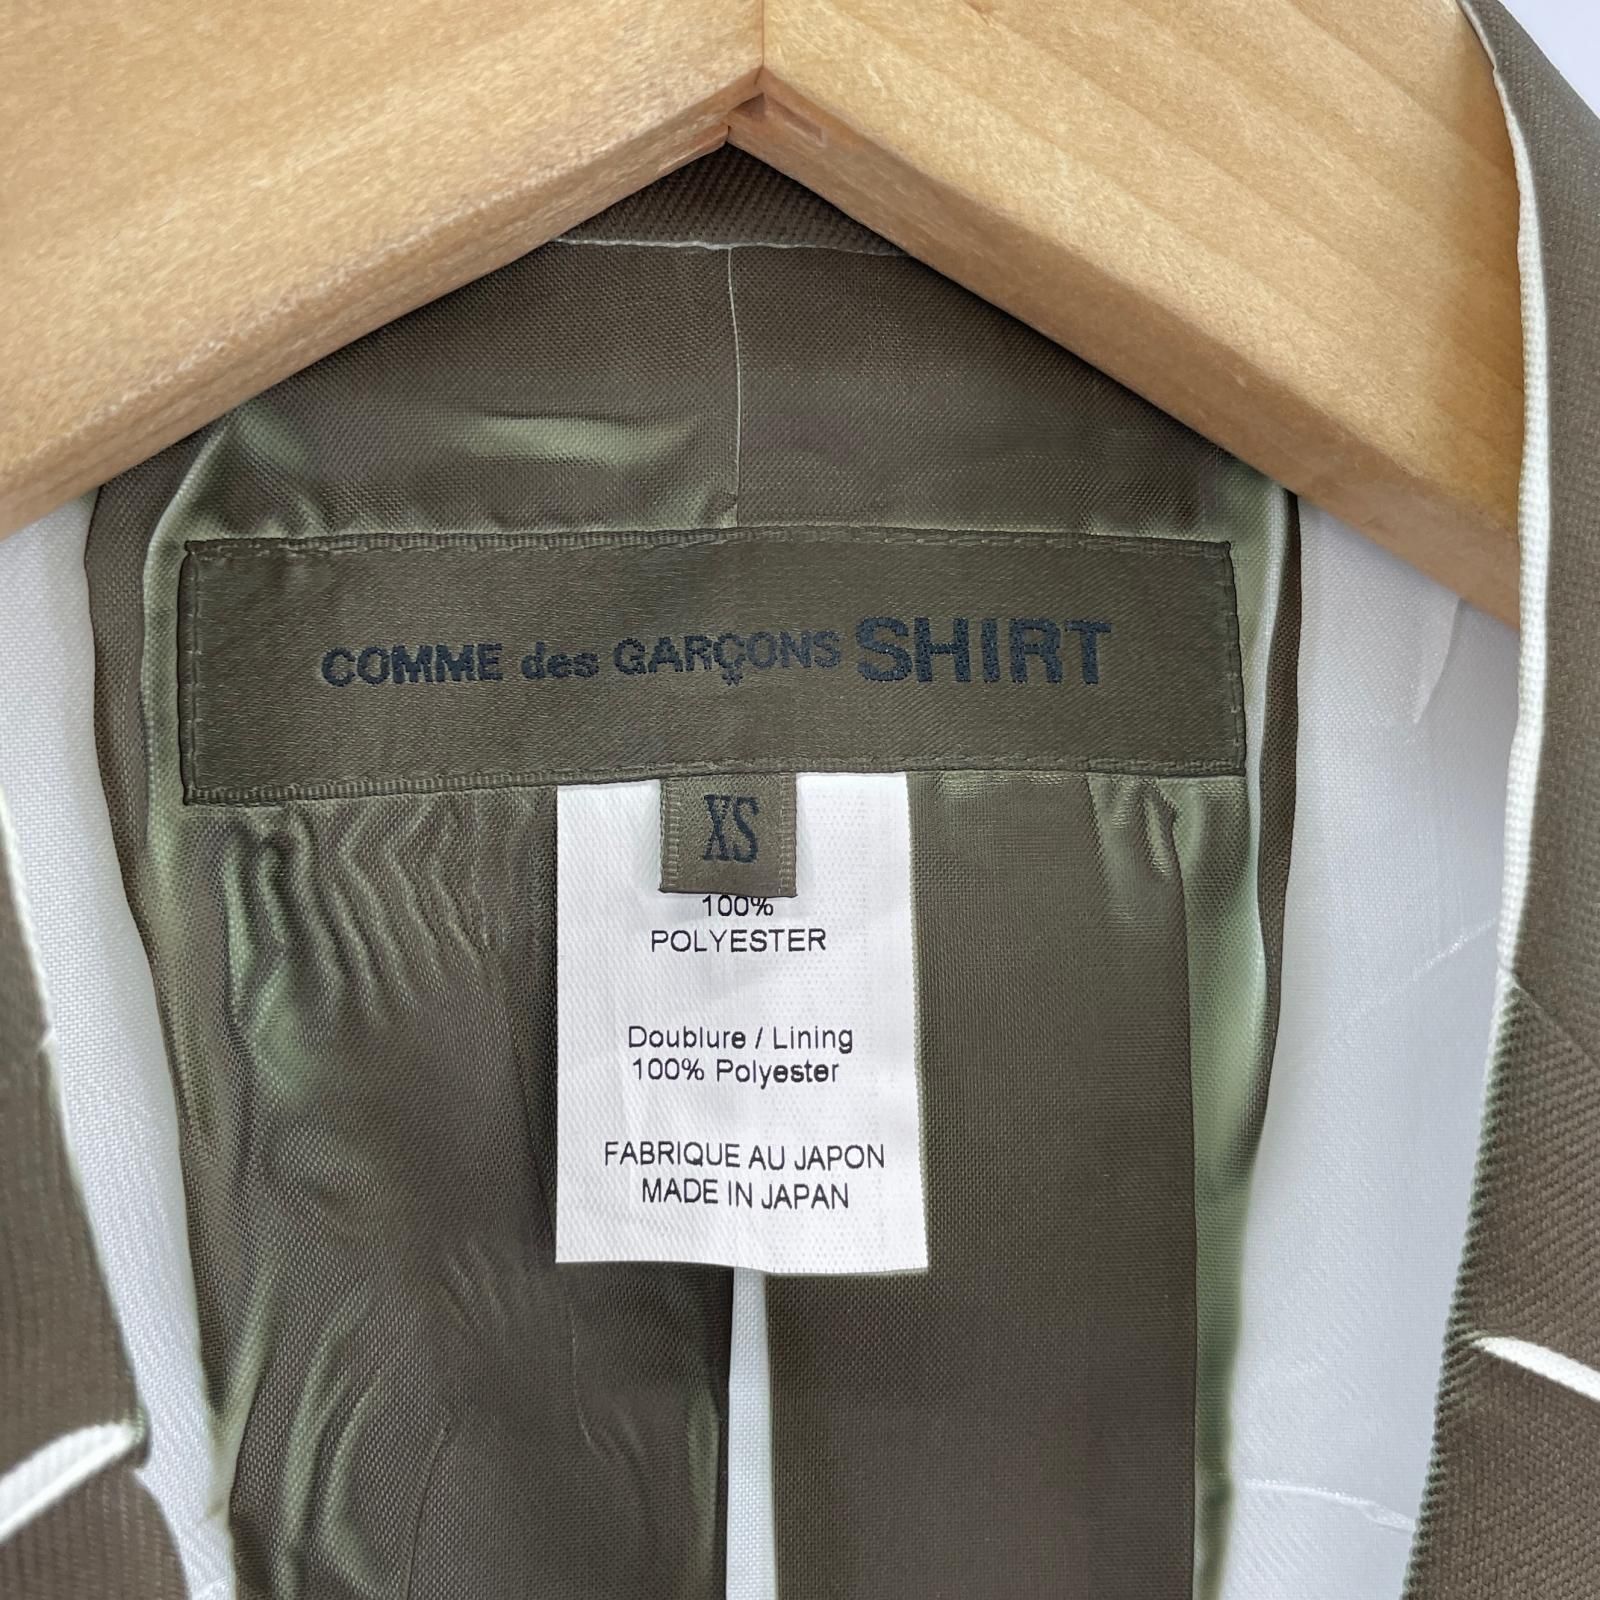 COMME des GARÇONS SHIRT
XS
100%
POLYESTER
Doublure / Lining
100% Polyester
FABRIQUE AU JAPON
MADE IN JAPAN